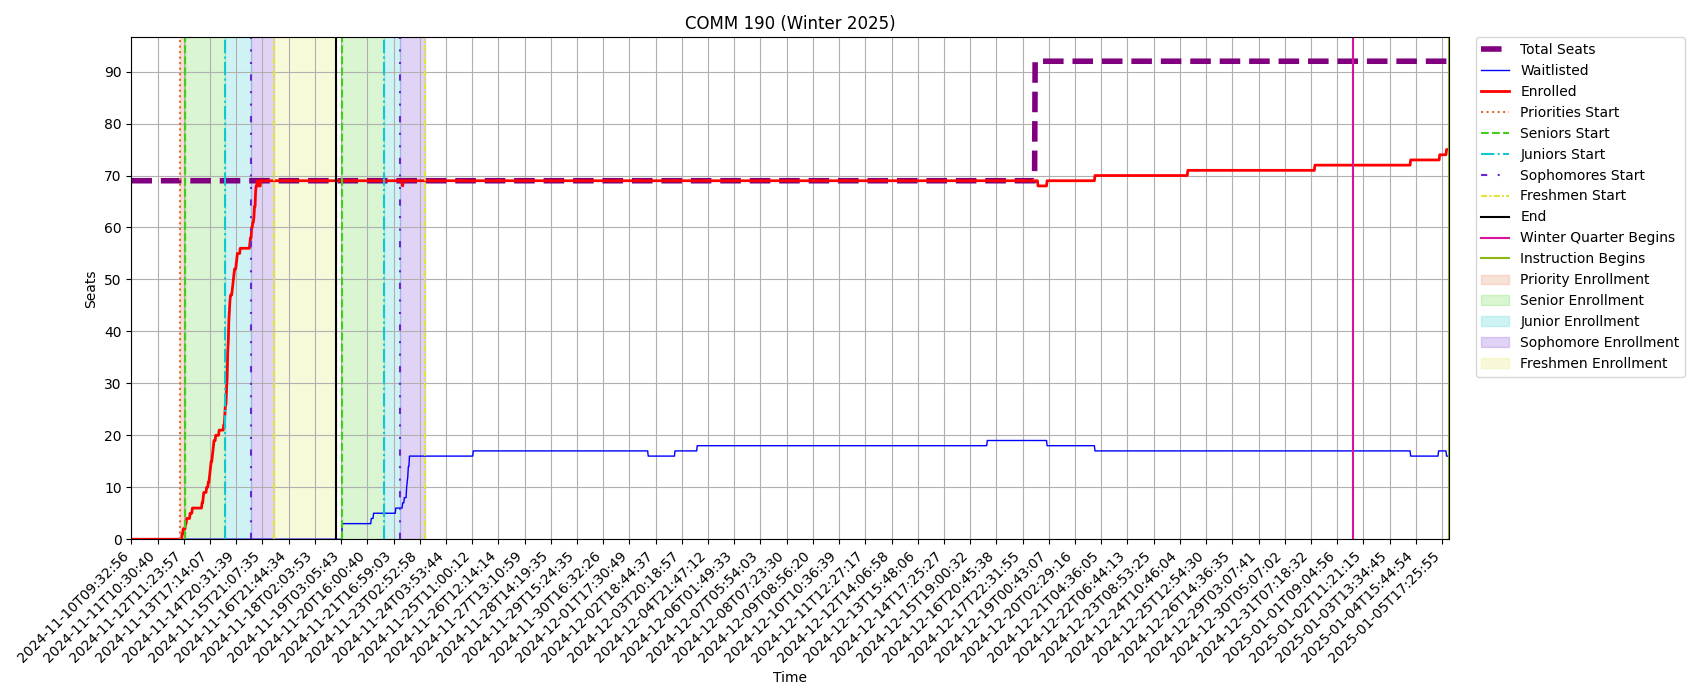 COMM 190 (Winter 2025)
Seats
90
80
70
60
50
40
30
20
10
0
2024-11-10T09:32:56
2024-11-11T10:30:40
2024-11-12T11:23:57
2024-11-13T17:14:07
2024-11-14T20:31:39
2024-11-15T21:07:35
2024-11-16T21:44:34
2024-11-18T02:03:53
2024-11-19T03:05:43
2024-11-20T16:00:40
2024-11-21T16:59:03
2024-11-23T02:52:58
2024-11-24T03:53:44
2024-11-25T11:00:12
2024-11-26T12:14:14
2024-11-27T13:10:59
2024-11-28T14:19:35
2024-11-29T15:24:35
2024-11-30T16:32:26
2024-12-01T17:30:49
2024-12-02T18:44:37
2024-12-03T20:18:57
2024-12-04T21:47:12
2024-12-06T01:49:33
2024-12-07T05:54:03
2024-12-08T07:23:30
2024-12-09T08:56:20
2024-12-10T10:36:39
2024-12-11T12:27:17
2024-12-12T14:06:58
2024-12-13T15:48:06
2024-12-14T17:25:27
2024-12-15T19:00:32
2024-12-16T20:45:38
2024-12-17T22:31:55
2024-12-19T00:43:07
2024-12-20T02:29:16
2024-12-21T04:36:05
2024-12-22T06:44:13
2024-12-23T08:53:25
2024-12-24T10:46:04
2024-12-25T12:54:30
2024-12-26T14:36:35
2024-12-29T03:07:41
2024-12-30T05:07:02
2024-12-31T07:18:32
2025-01-01T09:04:56
2025-01-02T11:21:15
2025-01-03T13:34:45
2025-01-04T15:44:54
2025-01-05T17:25:55
Time
Total Seats
Waitlisted
Enrolled
Priorities Start
Seniors Start
Juniors Start
Sophomores Start
Freshmen Start
End
Winter Quarter Begins
Instruction Begins
Priority Enrollment
Senior Enrollment
Junior Enrollment
Sophomore Enrollment
Freshmen Enrollment